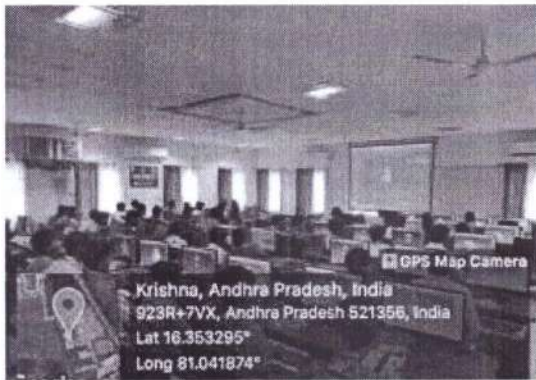 GPS Map Camera
Krishna, Andhra Pradesh, India
923R+7VX, Andhra Pradesh 521356, India
Lat 16.353295°
Long 81.041874°